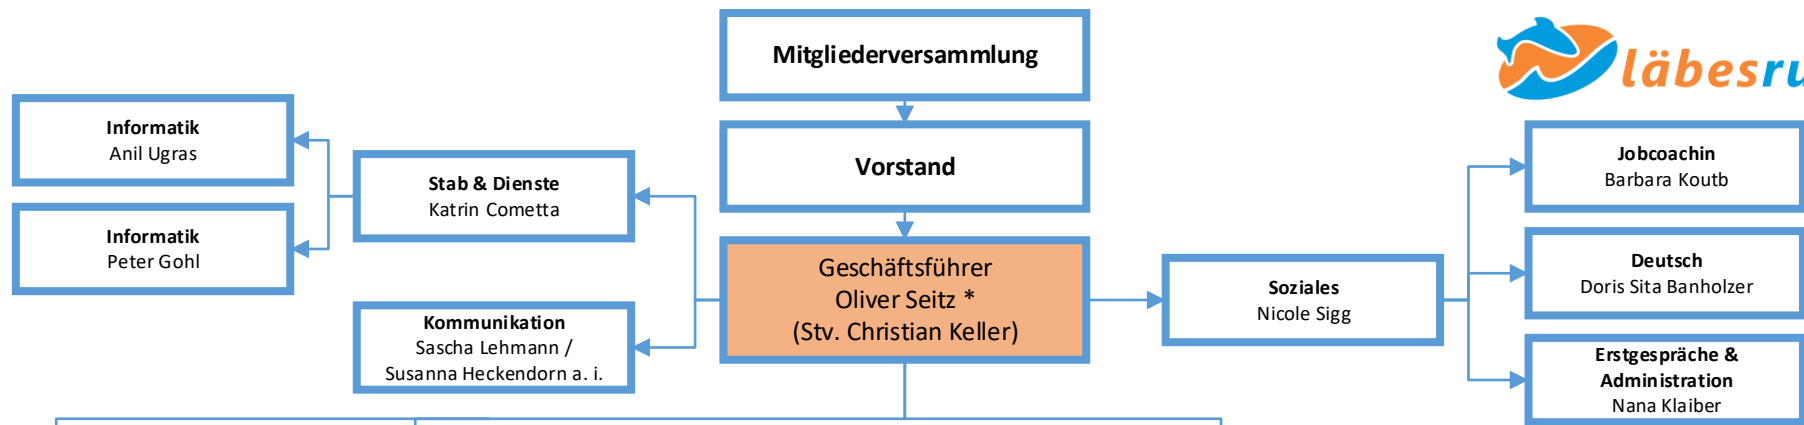 Mitgliederversammlung
läbesru
Informatik
Anil Ugras
Vorstand
Jobcoachin
Barbara Koutb
Stab & Dienste
Katrin Cometta
Informatik
Peter Gohl
Geschäftsführer
Oliver Seitz *
(Stv. Christian Keller)
Soziales
Nicole Sigg
Deutsch
Doris Sita Banholzer
Kommunikation
Sascha Lehmann /
Susanna Heckendorn a. i.
Erstgespräche &
Administration
Nana Klaiber